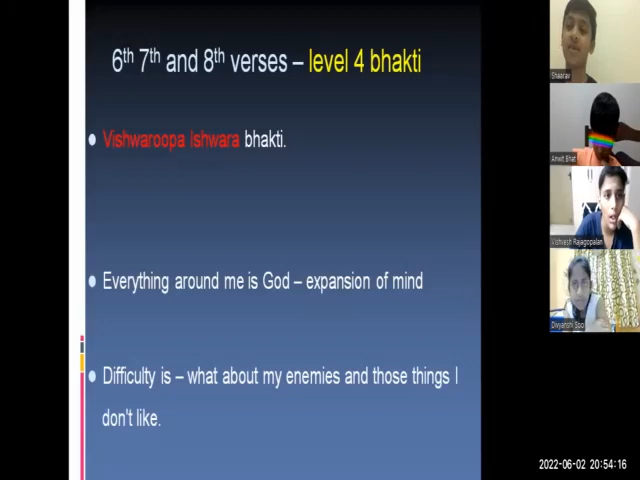 6th 7th and 8th verses – level 4 bhakti
Vishwaroopa Ishwara bhakti.
Everything around me is God – expansion of mind
Difficulty is – what about my enemies and those things I
don't like.
Shaarav
Anvit Bhat
Vishvesh Rajagopalan
Divyanshi Soo
2022-06-02 20:54:16